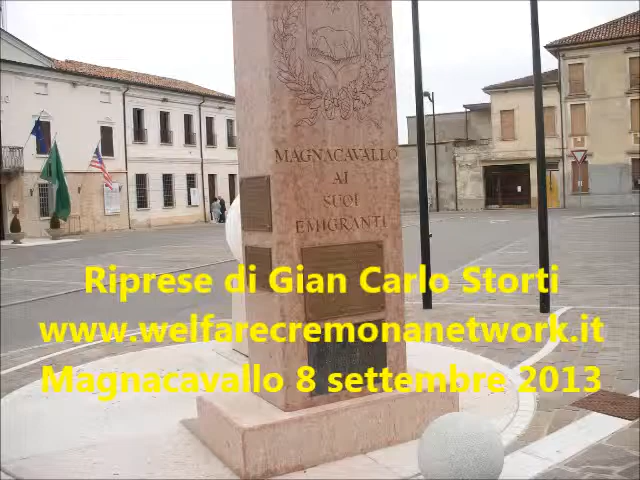 MAGNACAVALLO
AI
SUOI
EMIGRANTI
Riprese di Gian Carlo Storti
www.welfarecremonanetwork.it
Magnacavallo 8 settembre 2013